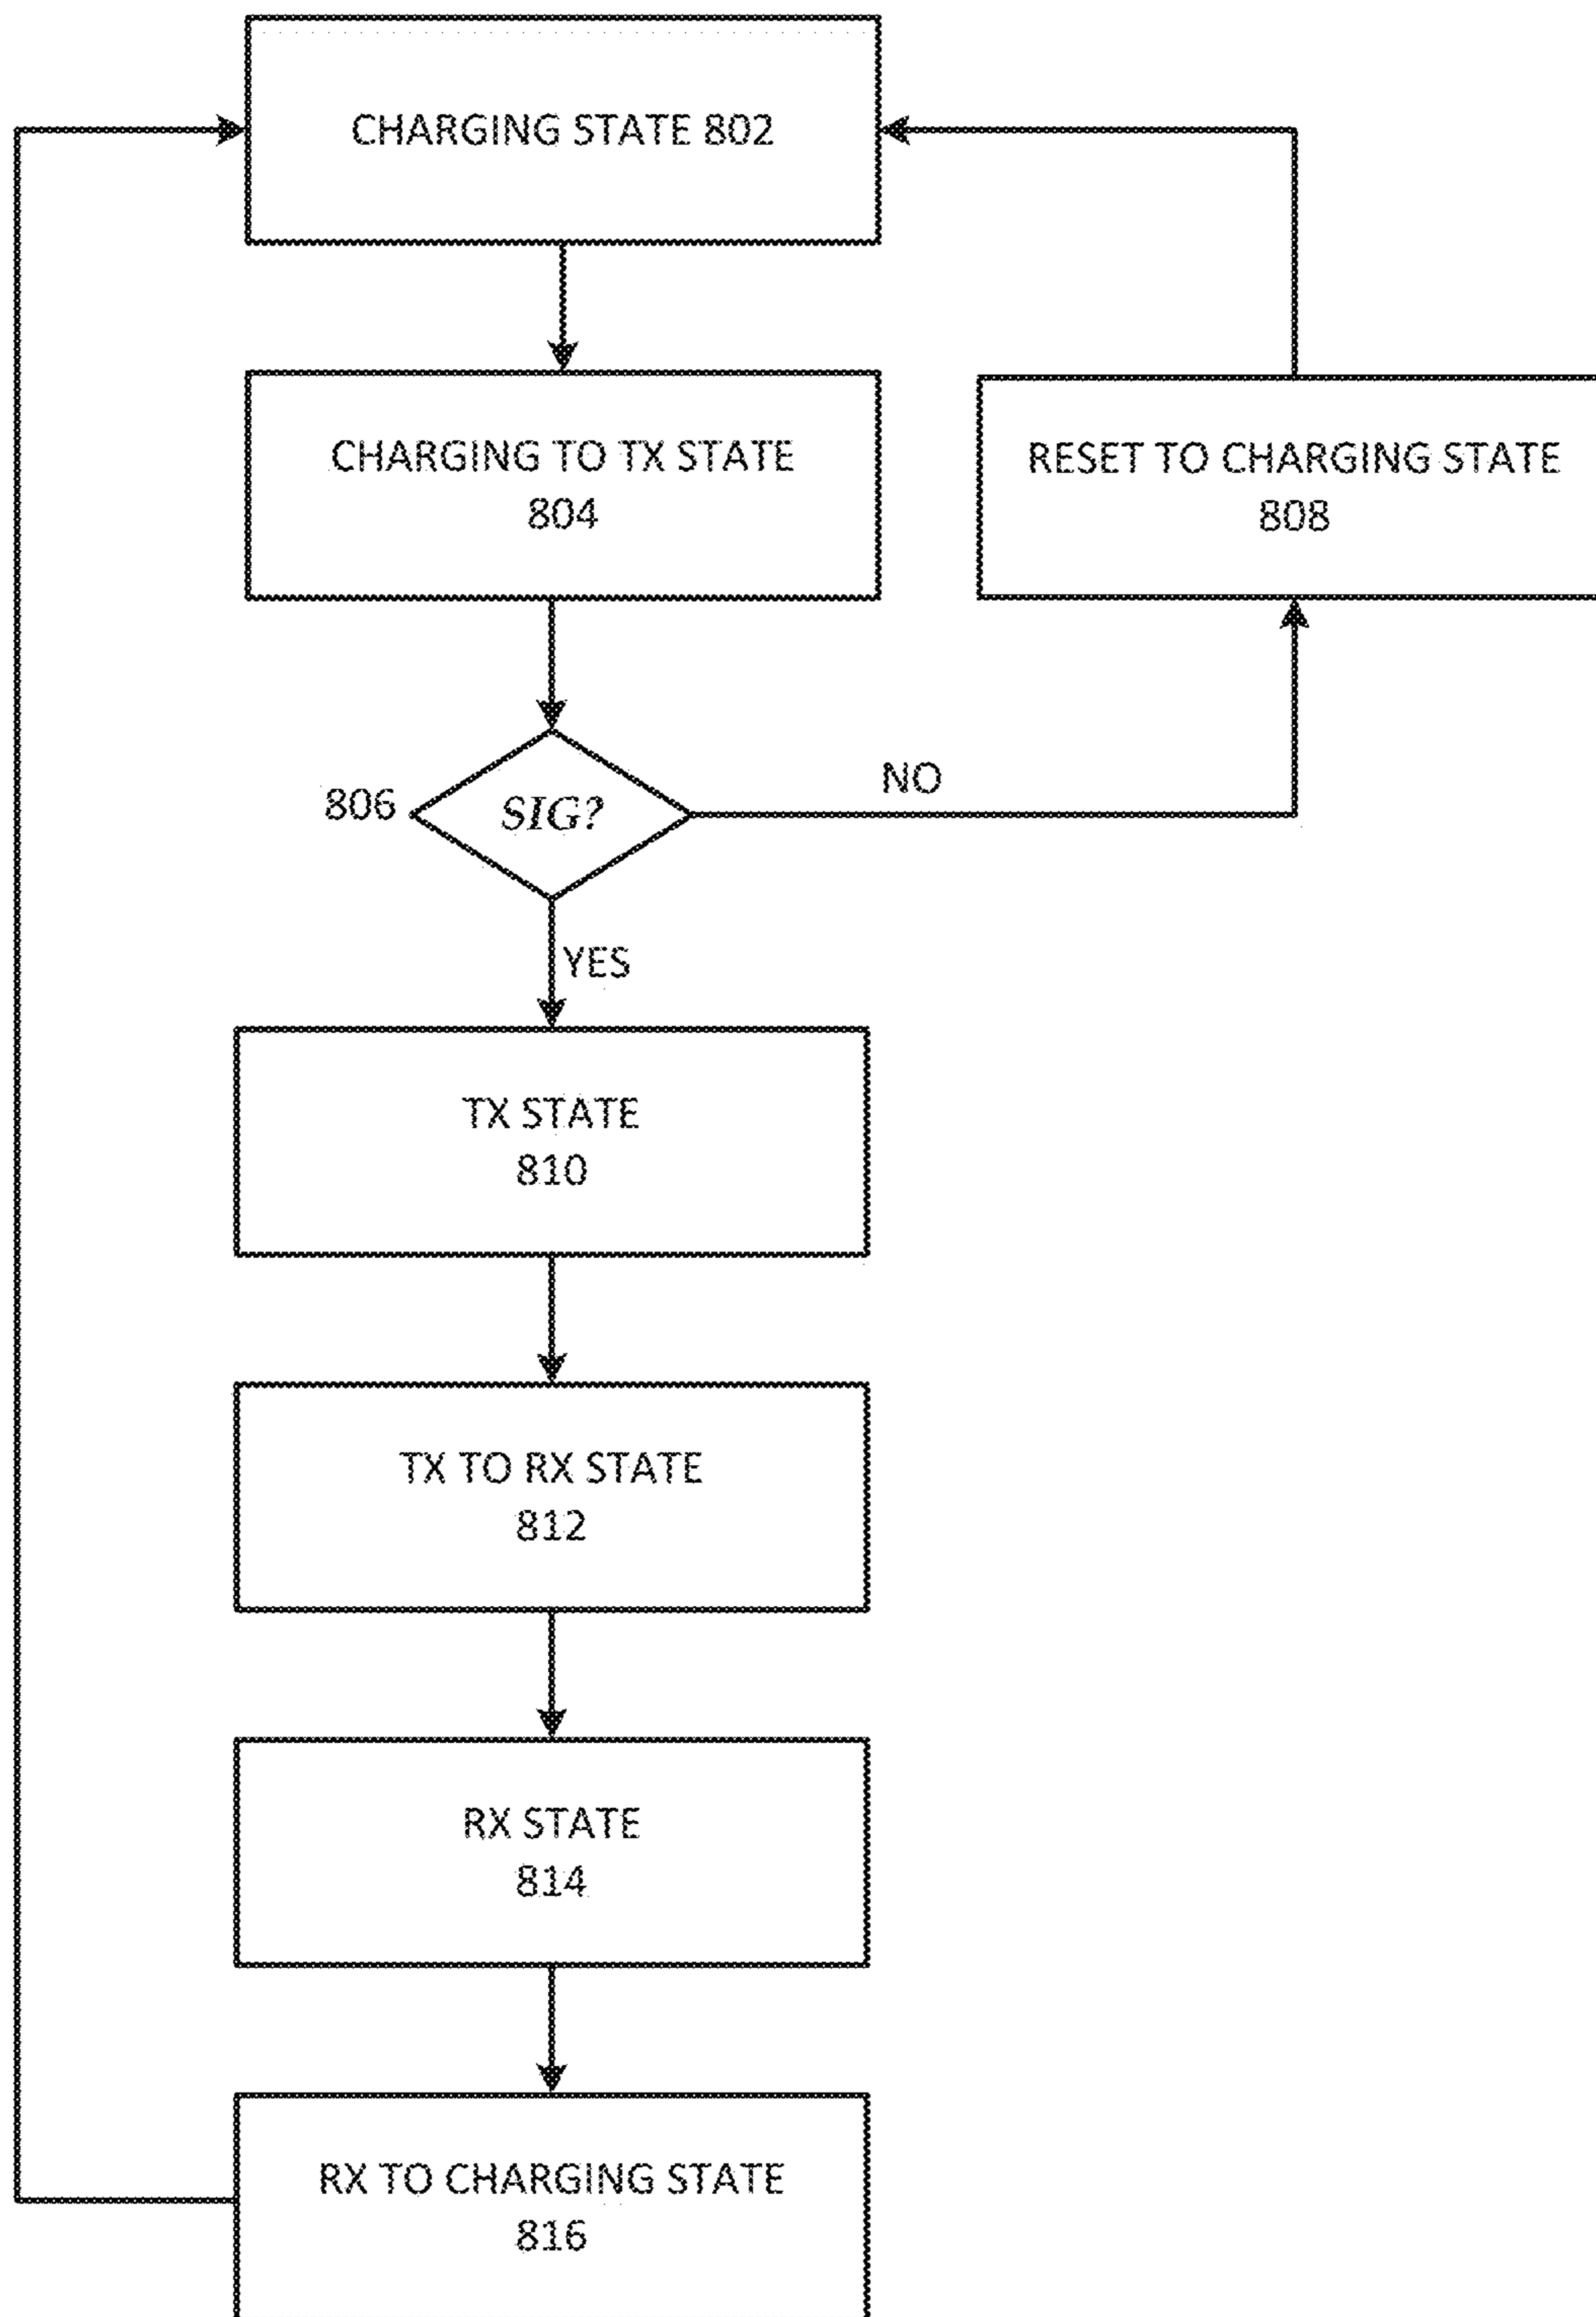 CHARGING STATE 802
CHARGING TO TX STATE
804
RESET TO CHARGING STATE
808
806
SIG?
NO
YES
TX STATE
810
TX TO RX STATE
812
RX STATE
814
RX TO CHARGING STATE
816